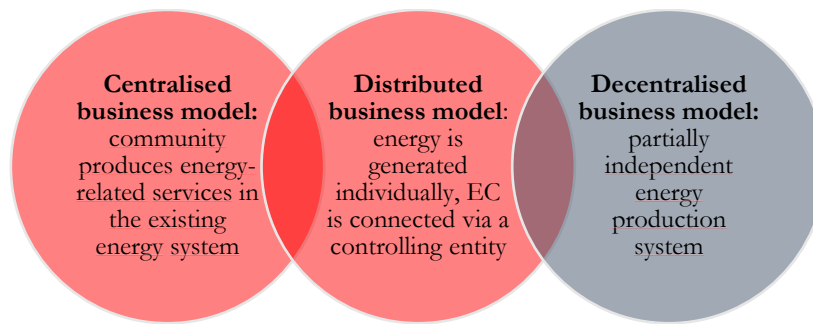 Centralised
business model:
community
produces energy-
related services in
the existing
energy system
Distributed
business model:
energy is
generated
individually, EC
is connected via a
controlling entity
Decentralised
business model:
partially
independent
energy
production
system